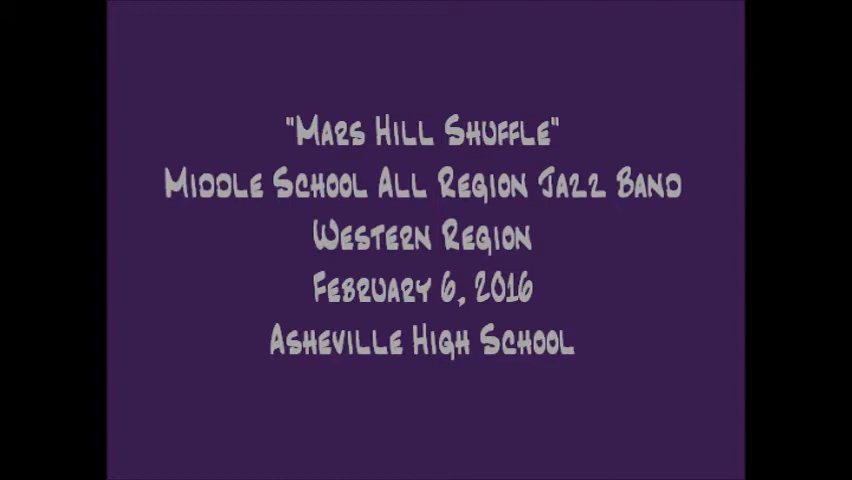 "Mars Hill Shuffle"
Middle School All Region Jazz Band
Western Region
February 6, 2016
Asheville High School